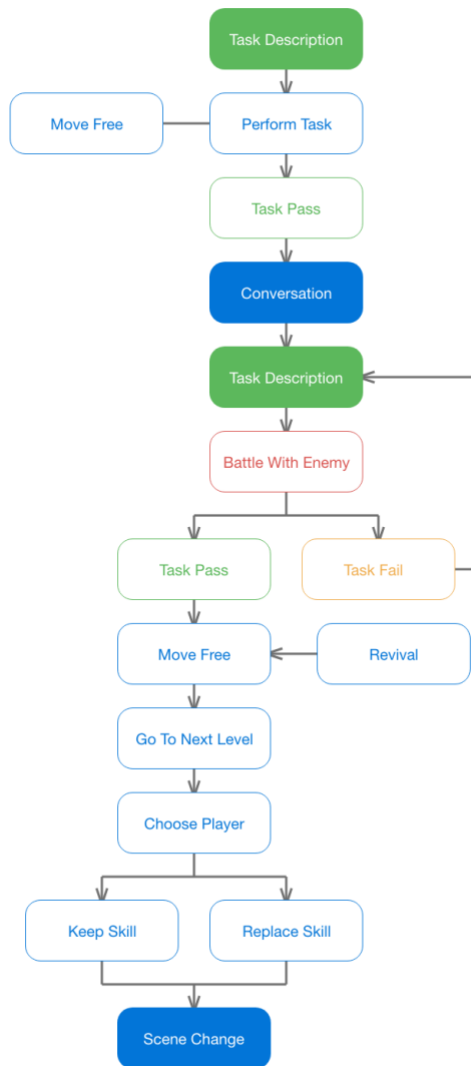 Task Description
Move Free
Perform Task
Task Pass
Conversation
Task Description
Battle With Enemy
Task Pass
Task Fail
Move Free
Revival
Go To Next Level
Choose Player
Keep Skill
Replace Skill
Scene Change